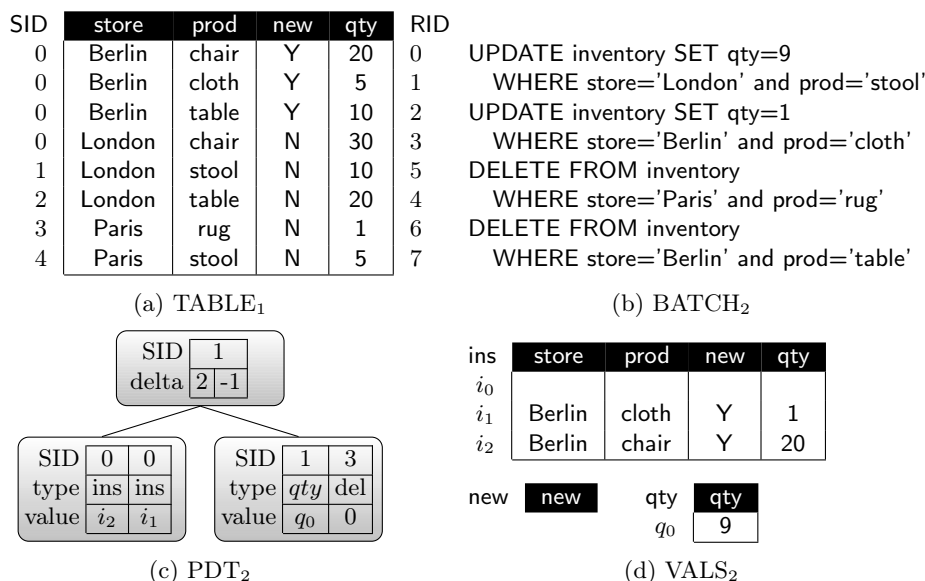 SID store prod new qty RID
0 Berlin chair Y 20 0
0 Berlin cloth Y 5 1
0 Berlin table Y 10 2
0 London chair N 30 3
1 London stool N 10 5
2 London table N 20 4
3 Paris rug N 1 6
4 Paris stool N 5 7
(a) TABLE₁
UPDATE inventory SET qty=9
WHERE store='London' and prod='stool'
UPDATE inventory SET qty=1
WHERE store='Berlin' and prod='cloth'
DELETE FROM inventory
WHERE store='Paris' and prod='rug'
DELETE FROM inventory
WHERE store='Berlin' and prod='table'
(b) BATCH₂
SID 1
delta 2 -1
SID 0 0
type ins ins
value i₂ i₁
SID 1 3
type qty del
value q₀ 0
(c) PDT₂
ins store prod new qty
i₀
i₁ Berlin cloth Y 1
i₂ Berlin chair Y 20
new new
qty qty
q₀ 9
(d) VALS₂